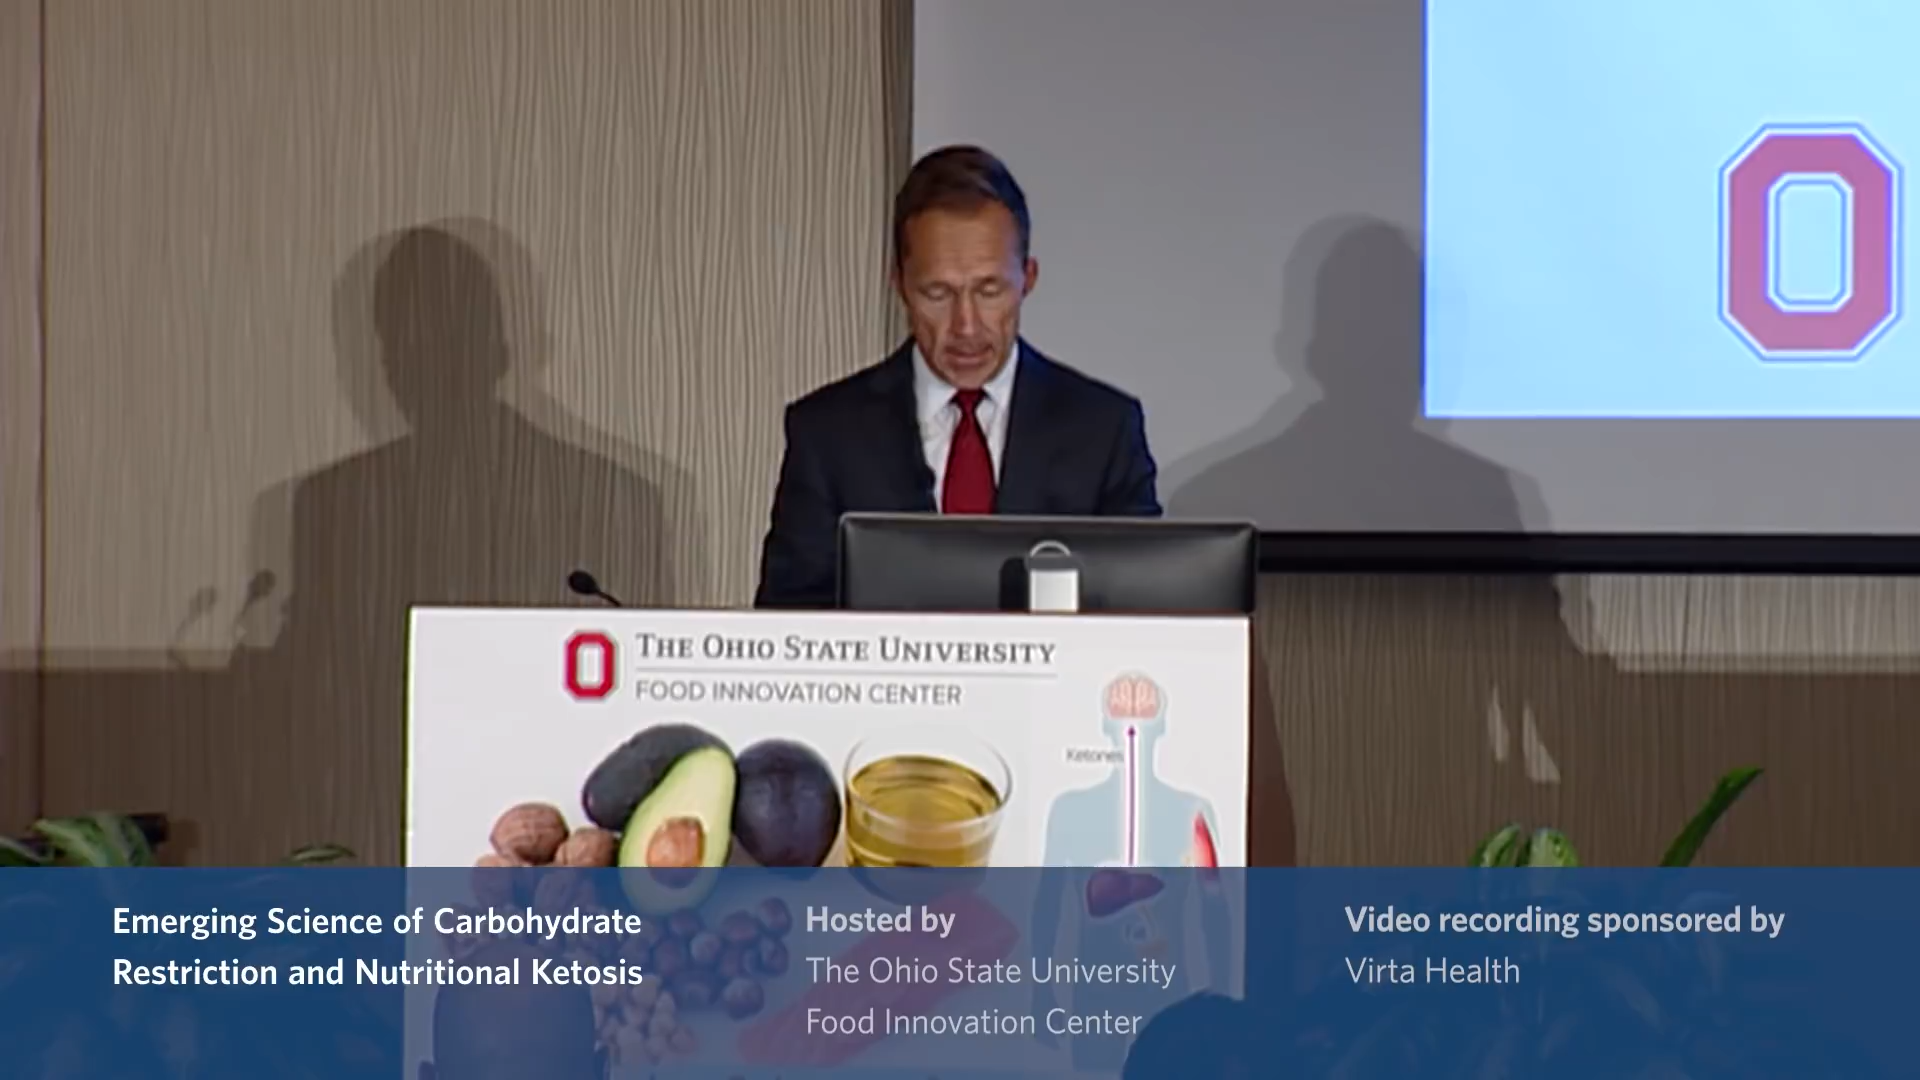 O
THE OHIO STATE UNIVERSITY
FOOD INNOVATION CENTER
Ketones
Emerging Science of Carbohydrate
Restriction and Nutritional Ketosis
Hosted by
The Ohio State University
Food Innovation Center
Video recording sponsored by
Virta Health